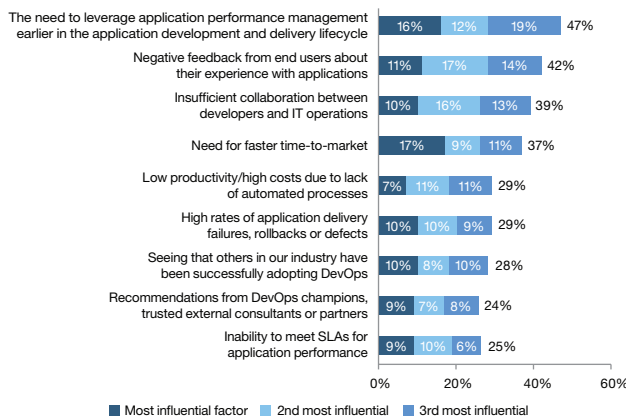 The need to leverage application performance management
earlier in the application development and delivery lifecycle
16% 12% 19% 47%
Negative feedback from end users about
their experience with applications
11% 17% 14% 42%
Insufficient collaboration between
developers and IT operations
10% 16% 13% 39%
Need for faster time-to-market
17% 9% 11% 37%
Low productivity/high costs due to lack
of automated processes
7% 11% 11% 29%
High rates of application delivery
failures, rollbacks or defects
10% 10% 9% 29%
Seeing that others in our industry have
been successfully adopting DevOps
10% 8% 10% 28%
Recommendations from DevOps champions,
trusted external consultants or partners
9% 7% 8% 24%
Inability to meet SLAs for
application performance
9% 10% 6% 25%
0% 20% 40% 60%
Most influential factor 2nd most influential 3rd most influential